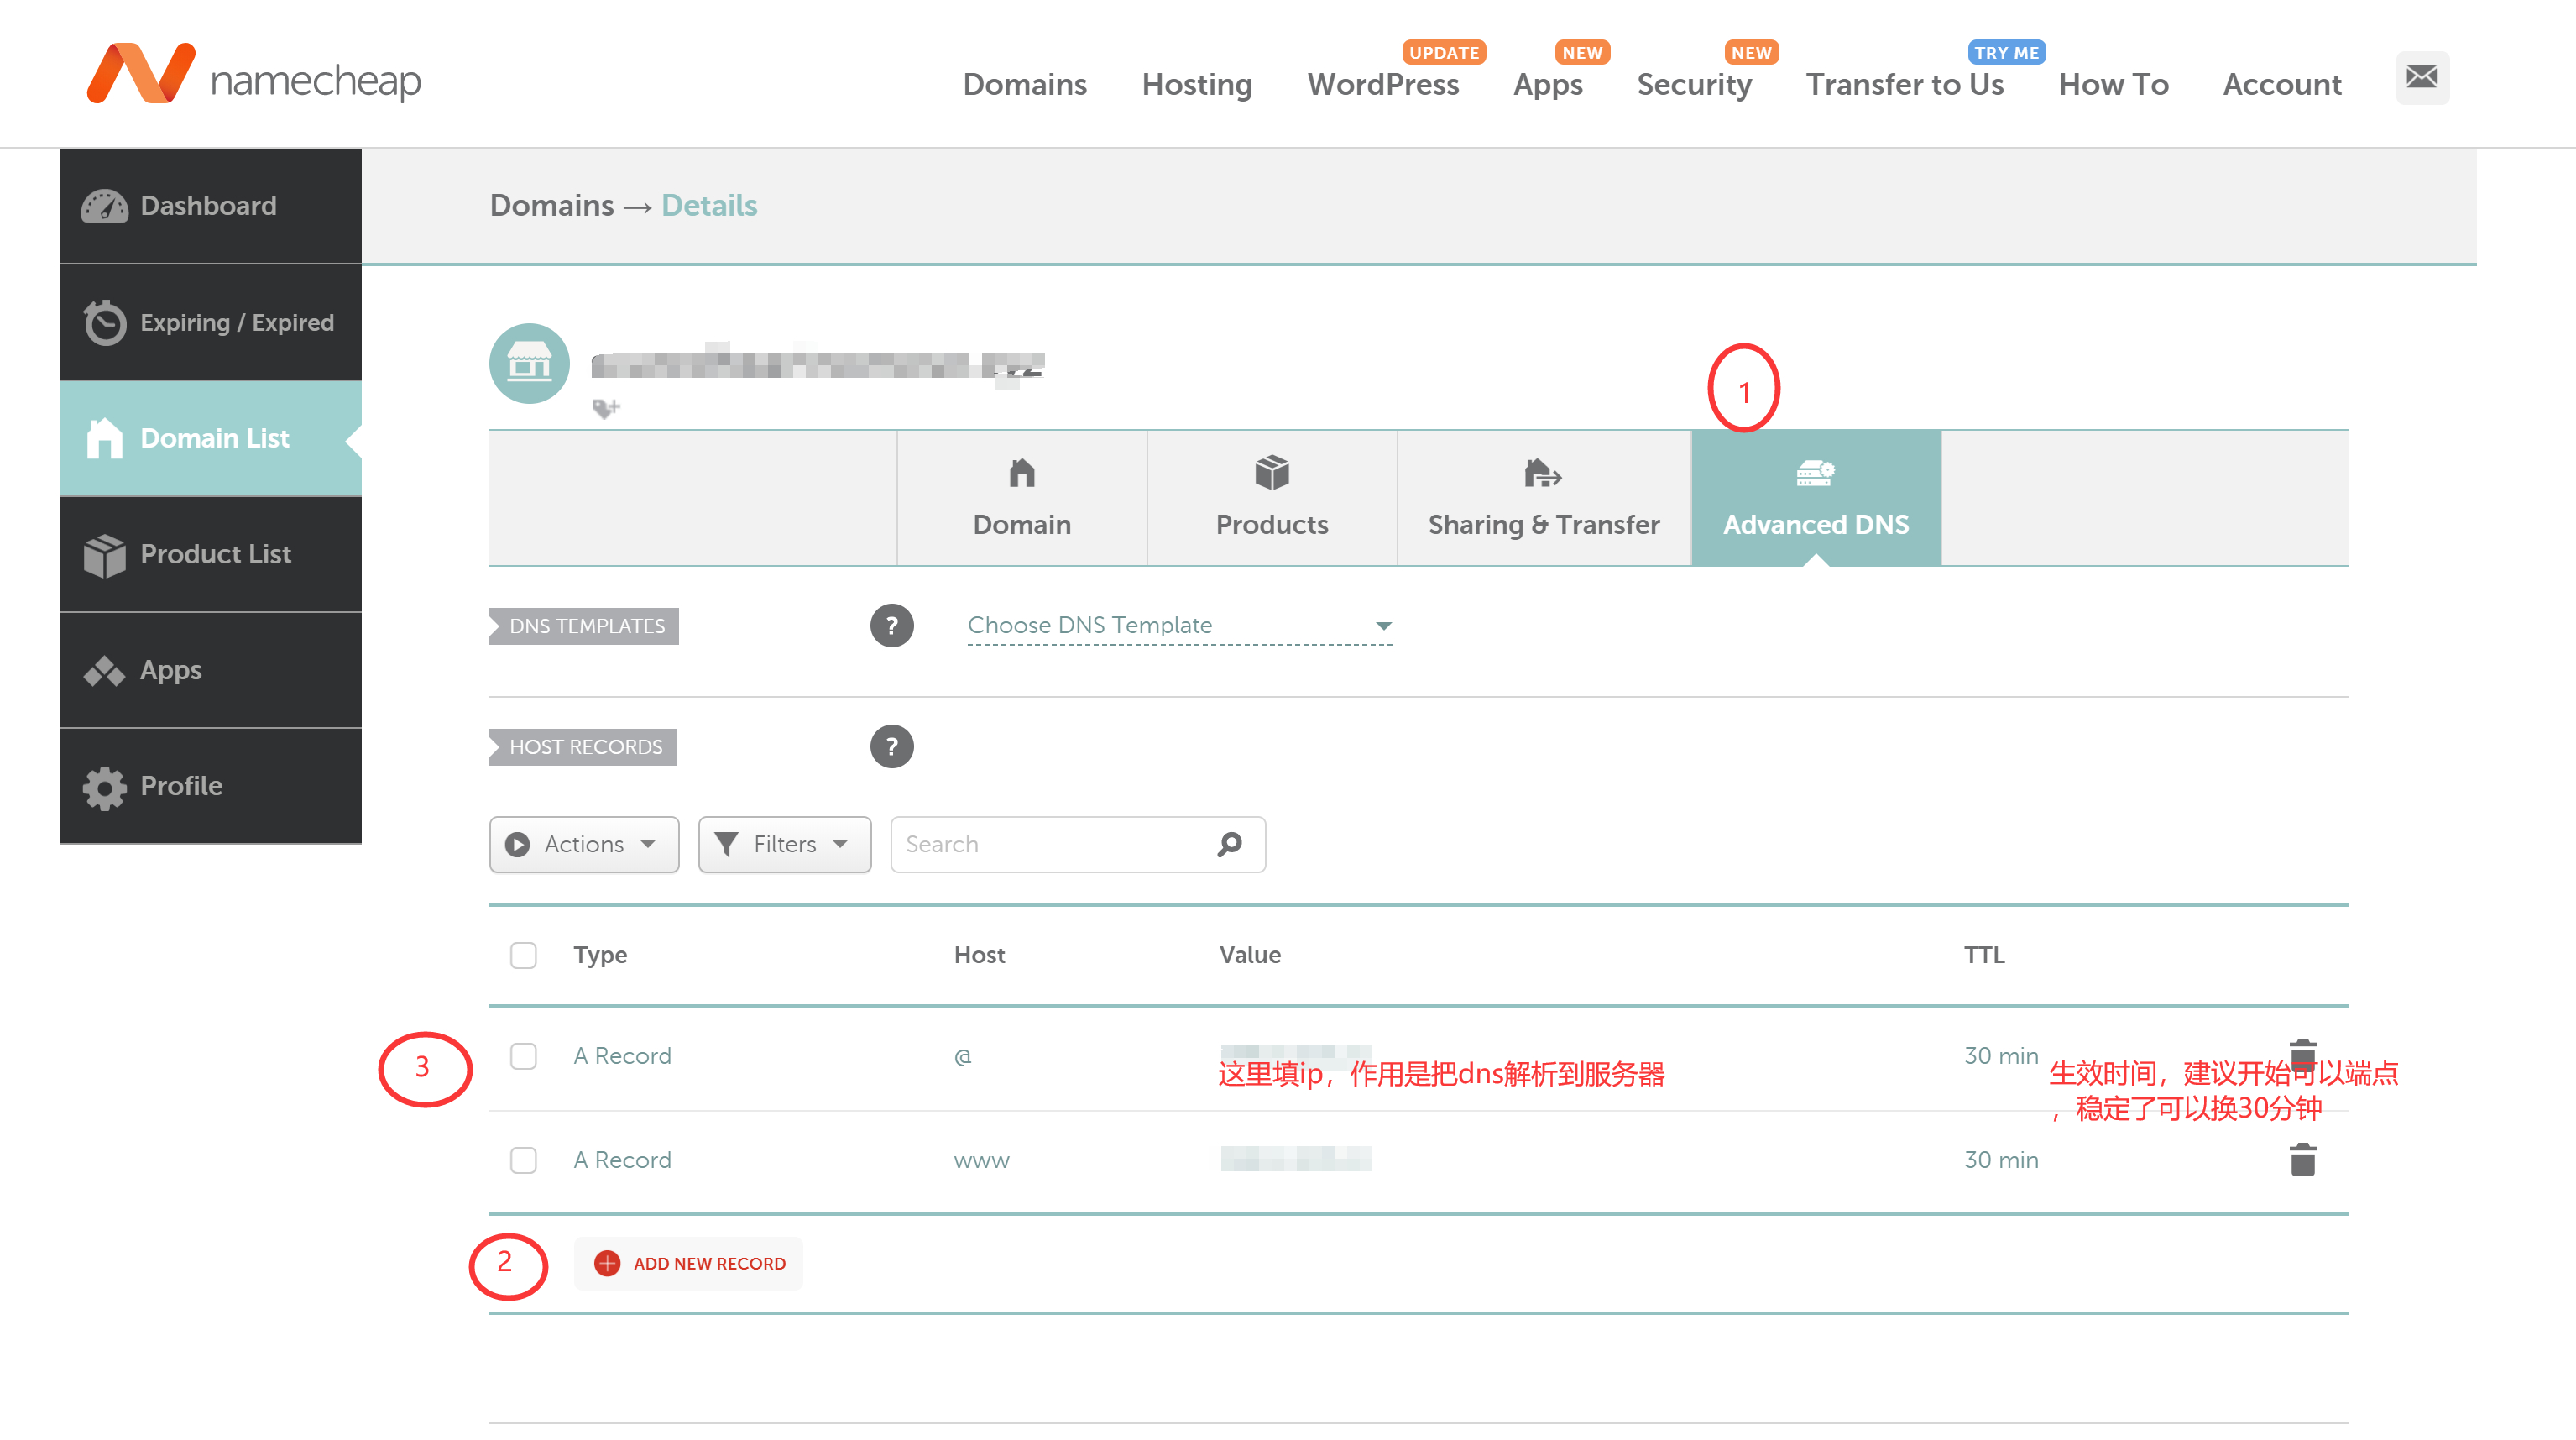 namecheap
Domains
Hosting
UPDATE
WordPress
NEW
Apps
NEW
Security
TRY ME
Transfer to Us
How To
Account
Dashboard
Expiring / Expired
Domain List
Product List
Apps
Profile
Domains → Details
1
Domain
Products
Sharing & Transfer
Advanced DNS
DNS TEMPLATES
?
Choose DNS Template
HOST RECORDS
?
Actions
Filters
Search
Type Host Value TTL
3
A Record @ 30 min
这里填ip，作用是把dns解析到服务器
生效时间，建议开始可以端点
，稳定了可以换30分钟
A Record www 30 min
2
ADD NEW RECORD